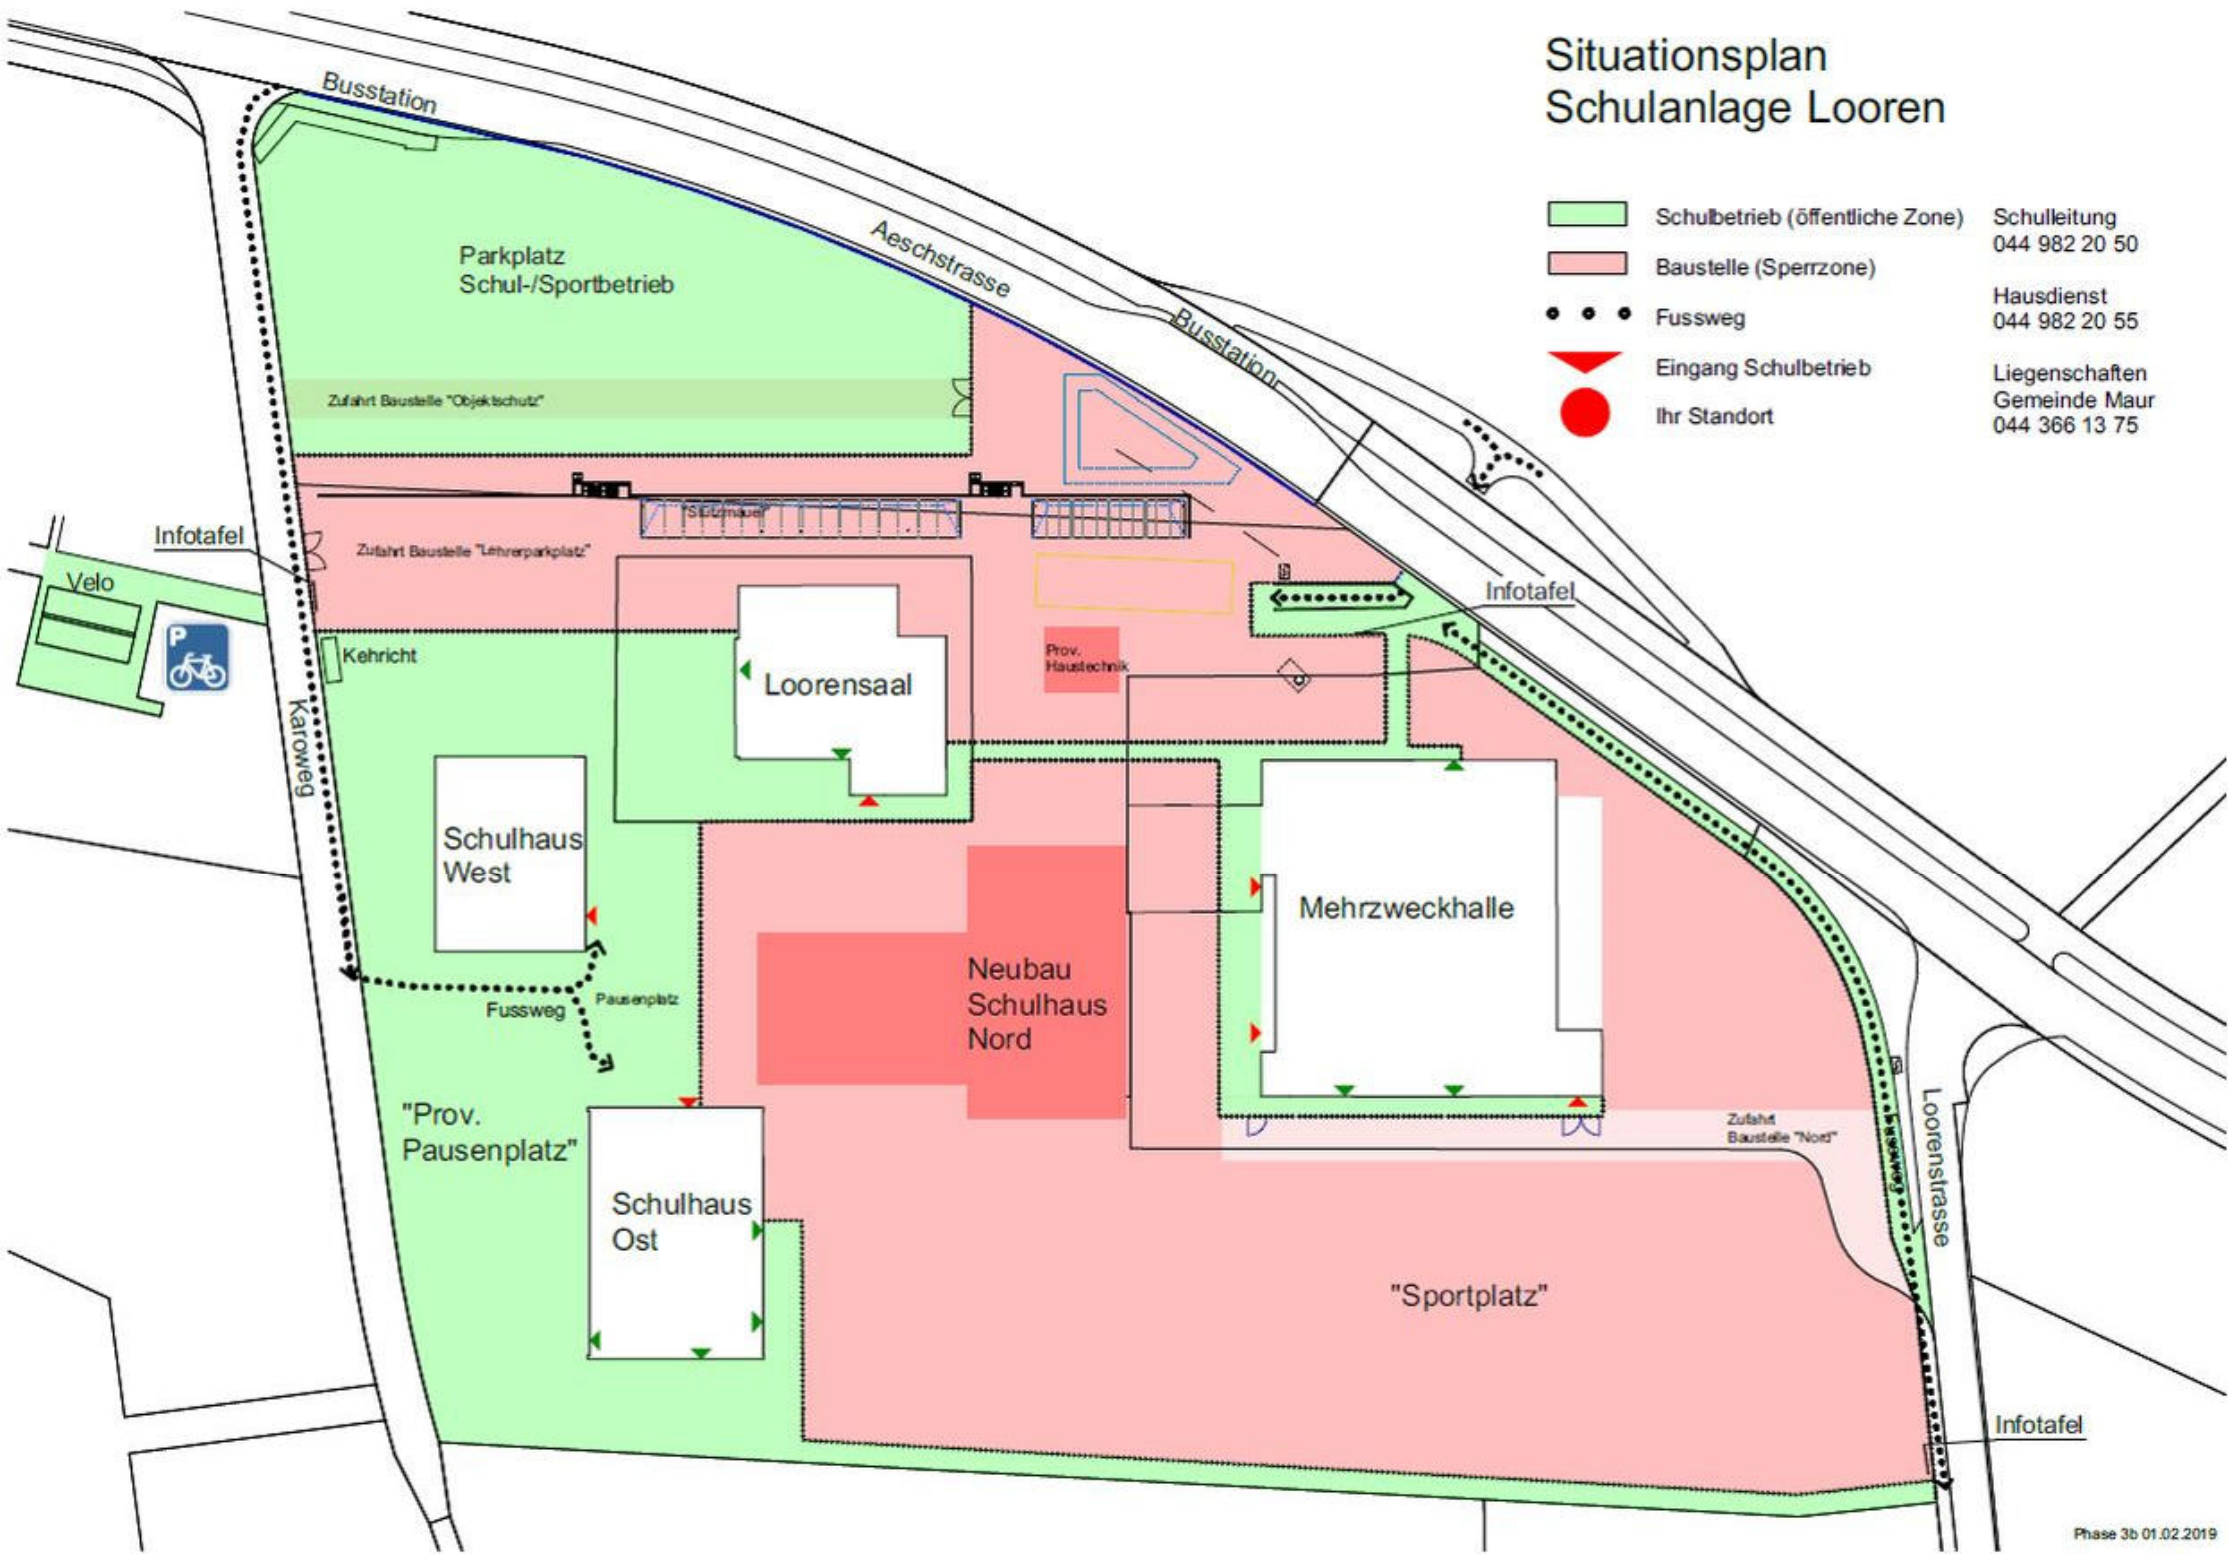 Situationsplan
Schulanlage Looren
Schulbetrieb (öffentliche Zone)
Baustelle (Sperrzone)
Fussweg
Eingang Schulbetrieb
Ihr Standort
Schulleitung
044 982 20 50
Hausdienst
044 982 20 55
Liegenschaften
Gemeinde Maur
044 366 13 75
Busstation
Aeschstrasse
Busstation
Parkplatz
Schul-/Sportbetrieb
Zufahrt Baustelle "Objektschutz"
"Stützmauer"
Infotafel
Zufahrt Baustelle "Lehrerparkplatz"
Velo
P
Infotafel
Kehricht
Loorensaal
Prov.
Haustechnik
Karoweg
Schulhaus
West
Mehrzweckhalle
Neubau
Schulhaus
Nord
Fussweg
Pausenplatz
"Prov.
Pausenplatz"
Zufahrt
Baustelle "Nord"
Fussweg
Loorenstrasse
Schulhaus
Ost
"Sportplatz"
Infotafel
Phase 3b 01.02.2019